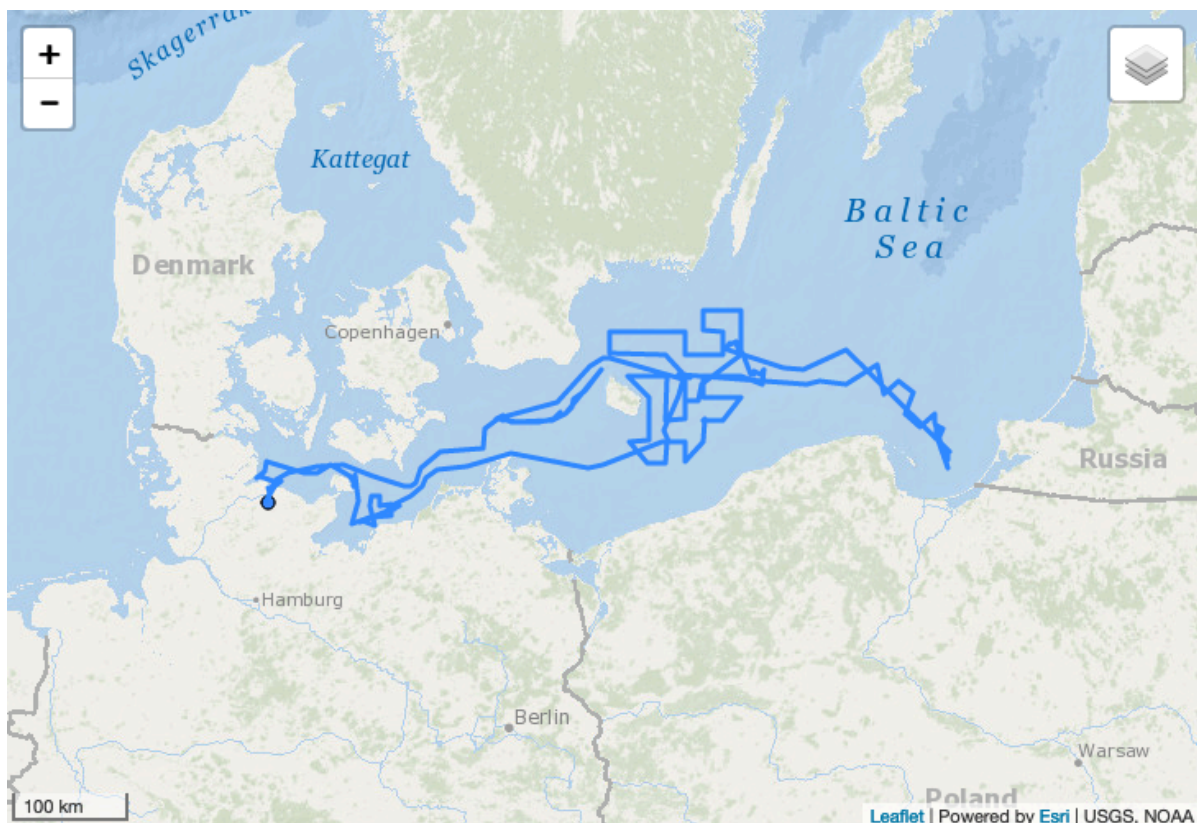 Skagerrak
+
−
Kattegat
Baltic
Sea
Denmark
Copenhagen
Russia
Hamburg
Berlin
Warsaw
Poland
100 km
Leaflet | Powered by Esri | USGS, NOAA